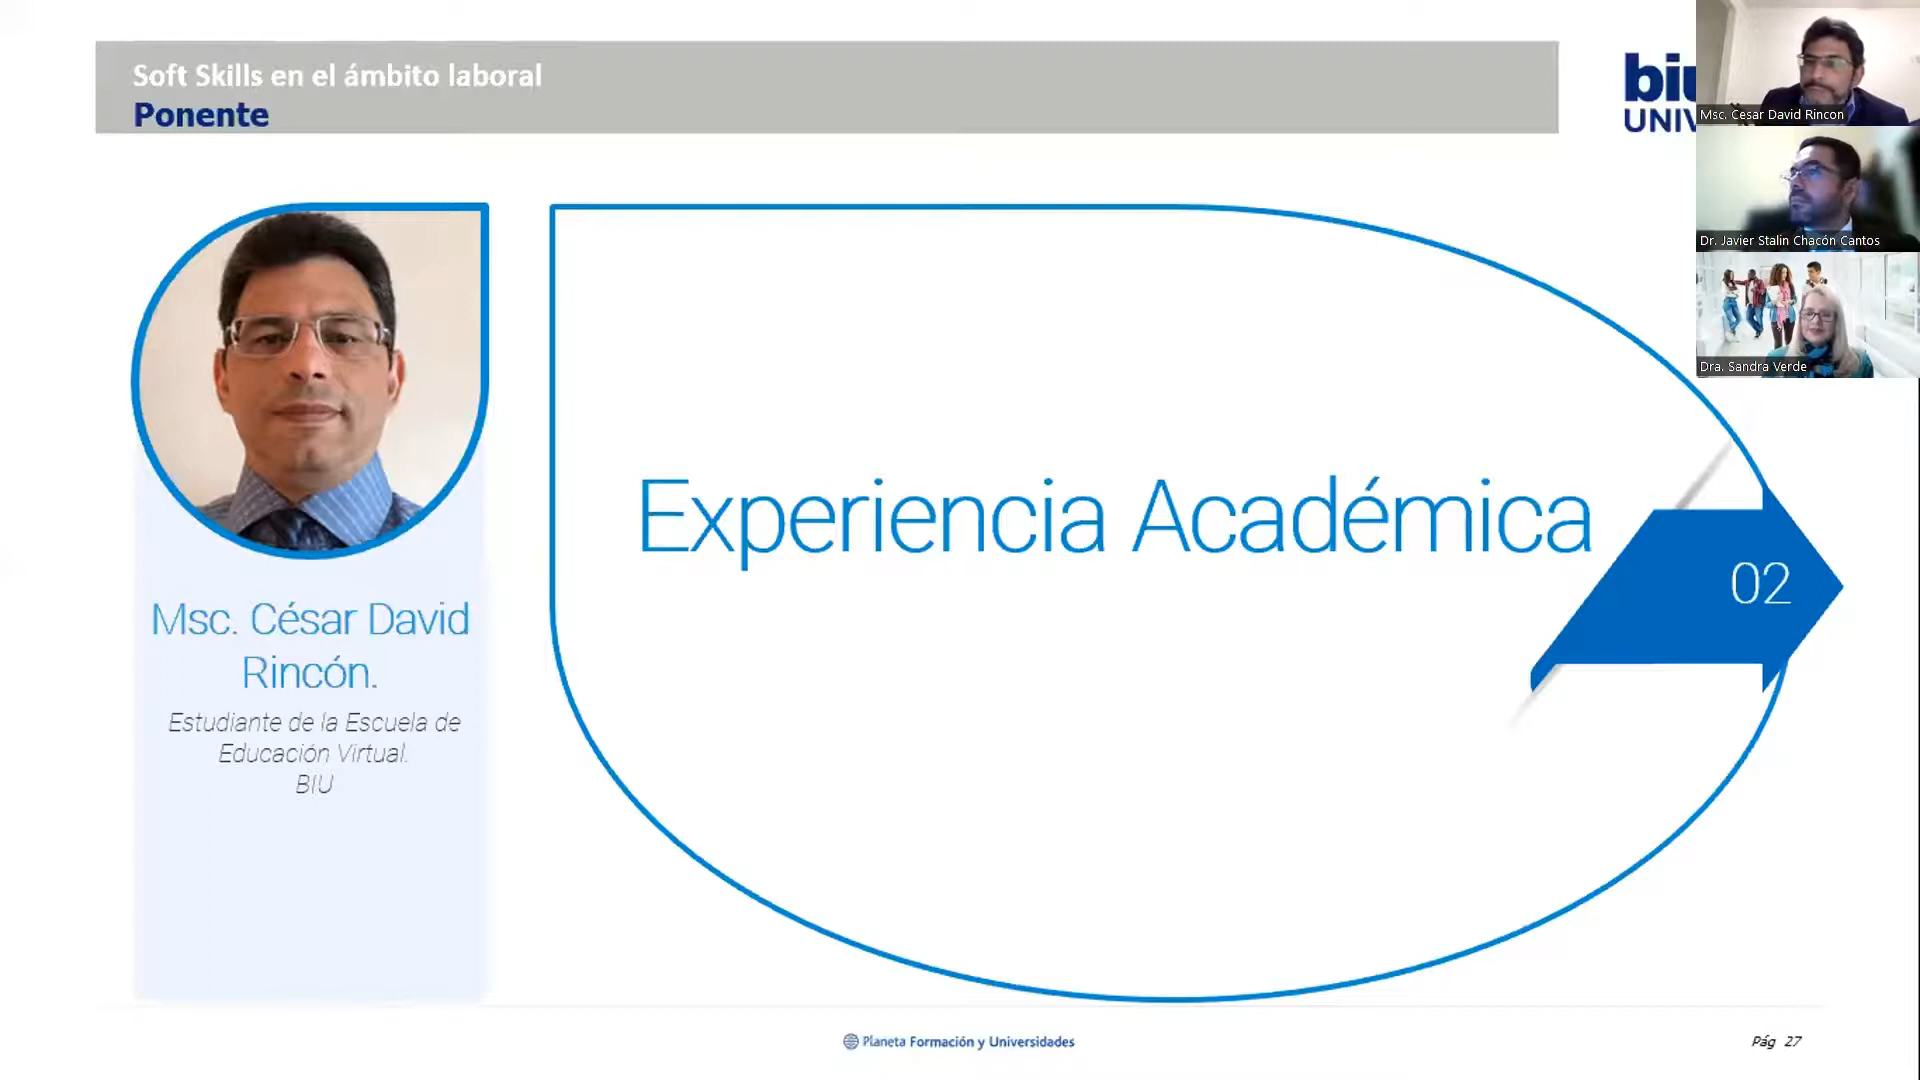 Soft Skills en el ámbito laboral
Ponente
Msc. Cesar David Rincon
Dr. Javier Stalin Chacón Cantos
Dra. Sandra Verde
Experiencia Académica
02
Msc. César David
Rincón.
Estudiante de la Escuela de
Educación Virtual.
BIU
Planeta Formación y Universidades
Pág 27